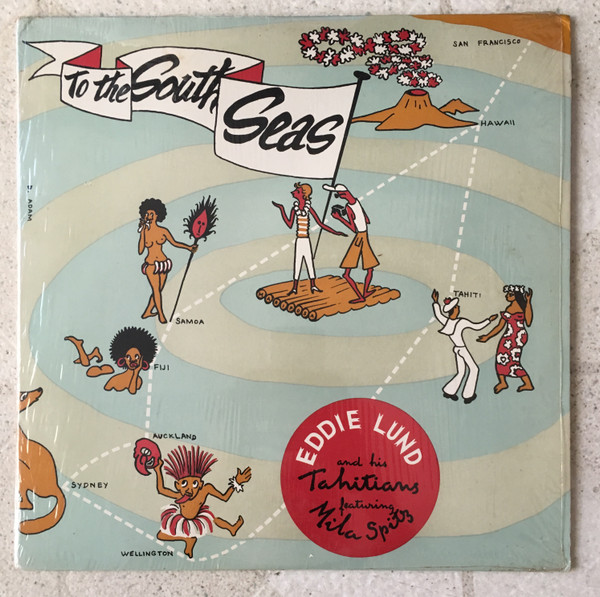 To the South
Seas
SAN FRANCISCO
HAWAII
J. ADAM
TAHITI
SAMOA
FIJI
AUCKLAND
SYDNEY
WELLINGTON
EDDIE LUND
and his
Tahitians
featuring
Mila Spitz